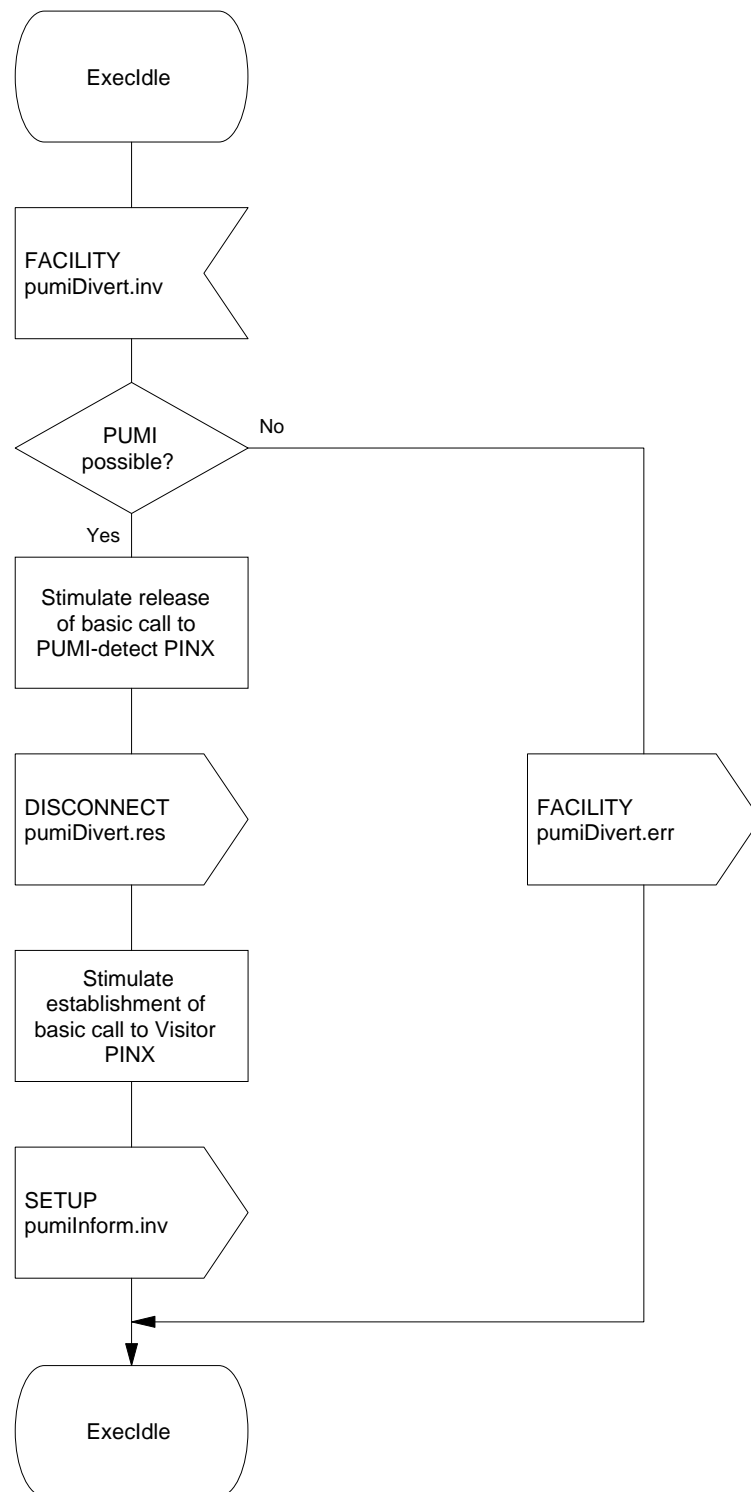 ExecIdle
FACILITY
pumiDivert.inv
PUMI
possible?
No
Yes
Stimulate release
of basic call to
PUMI-detect PINX
DISCONNECT
pumiDivert.res
FACILITY
pumiDivert.err
Stimulate
establishment of
basic call to Visitor
PINX
SETUP
pumiInform.inv
ExecIdle